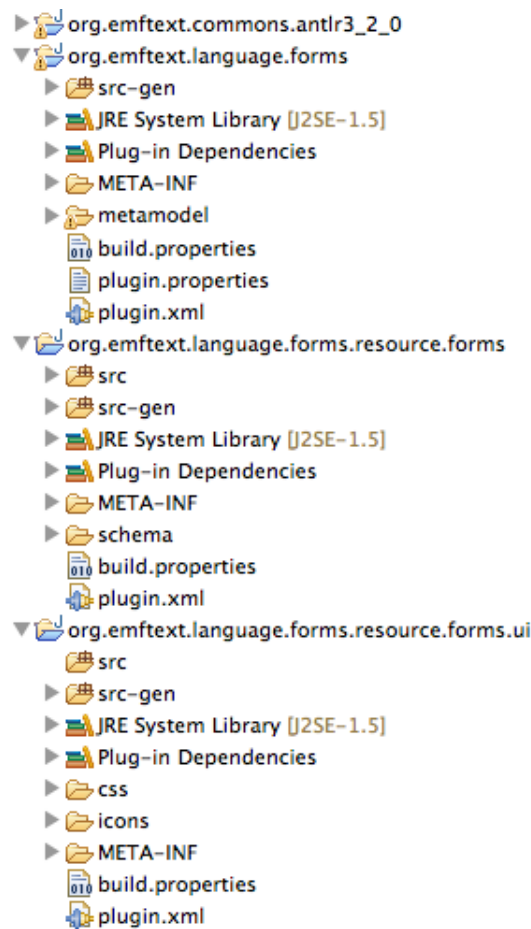 org.emftext.commons.antlr3_2_0
org.emftext.language.forms
src-gen
JRE System Library [J2SE-1.5]
Plug-in Dependencies
META-INF
metamodel
build.properties
plugin.properties
plugin.xml
org.emftext.language.forms.resource.forms
src
src-gen
JRE System Library [J2SE-1.5]
Plug-in Dependencies
META-INF
schema
build.properties
plugin.xml
org.emftext.language.forms.resource.forms.ui
src
src-gen
JRE System Library [J2SE-1.5]
Plug-in Dependencies
css
icons
META-INF
build.properties
plugin.xml